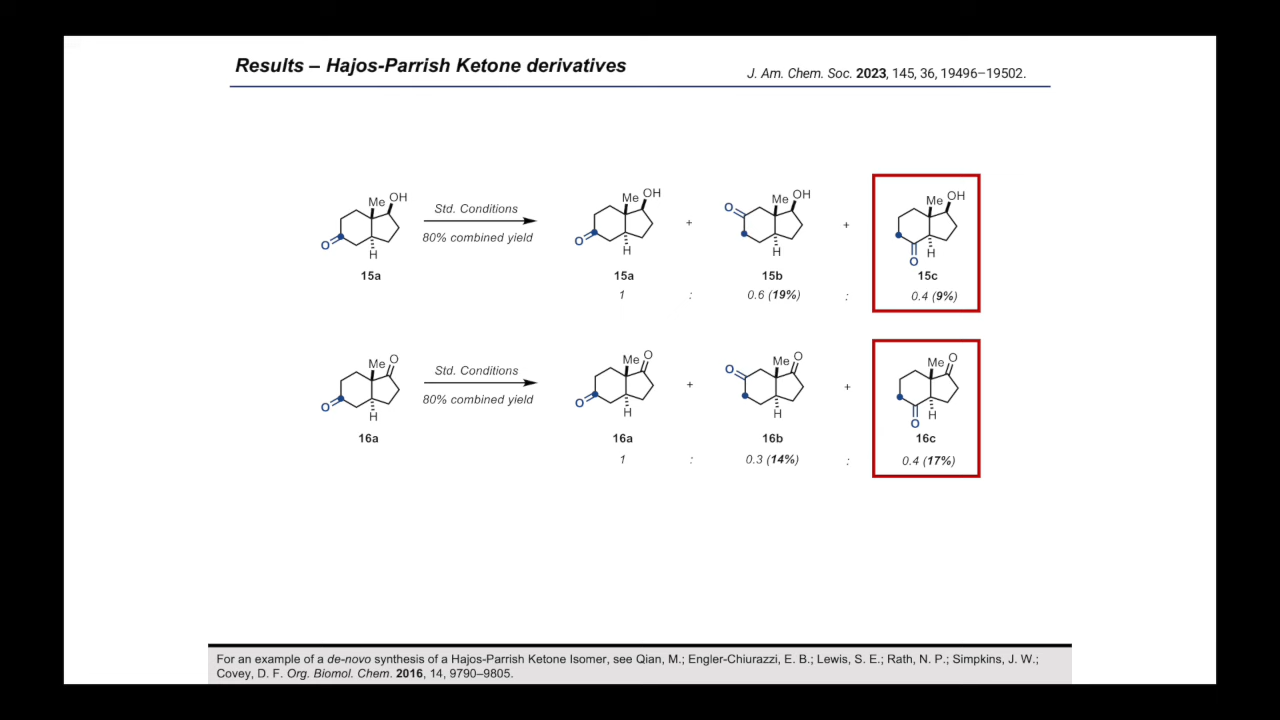 Results – Hajos-Parrish Ketone derivatives
J. Am. Chem. Soc. 2023, 145, 36, 19496–19502.
Me OH
O
H
15a
Std. Conditions
80% combined yield
Me OH
O
H
15a
1
+
:
O
Me OH
H
15b
0.6 (19%)
+
:
Me OH
H
O
15c
0.4 (9%)
Me O
O
H
16a
Std. Conditions
80% combined yield
Me O
O
H
16a
1
+
:
O
Me O
H
16b
0.3 (14%)
+
:
Me O
H
O
16c
0.4 (17%)
For an example of a de-novo synthesis of a Hajos-Parrish Ketone Isomer, see Qian, M.; Engler-Chiurazzi, E. B.; Lewis, S. E.; Rath, N. P.; Simpkins, J. W.;
Covey, D. F. Org. Biomol. Chem. 2016, 14, 9790–9805.